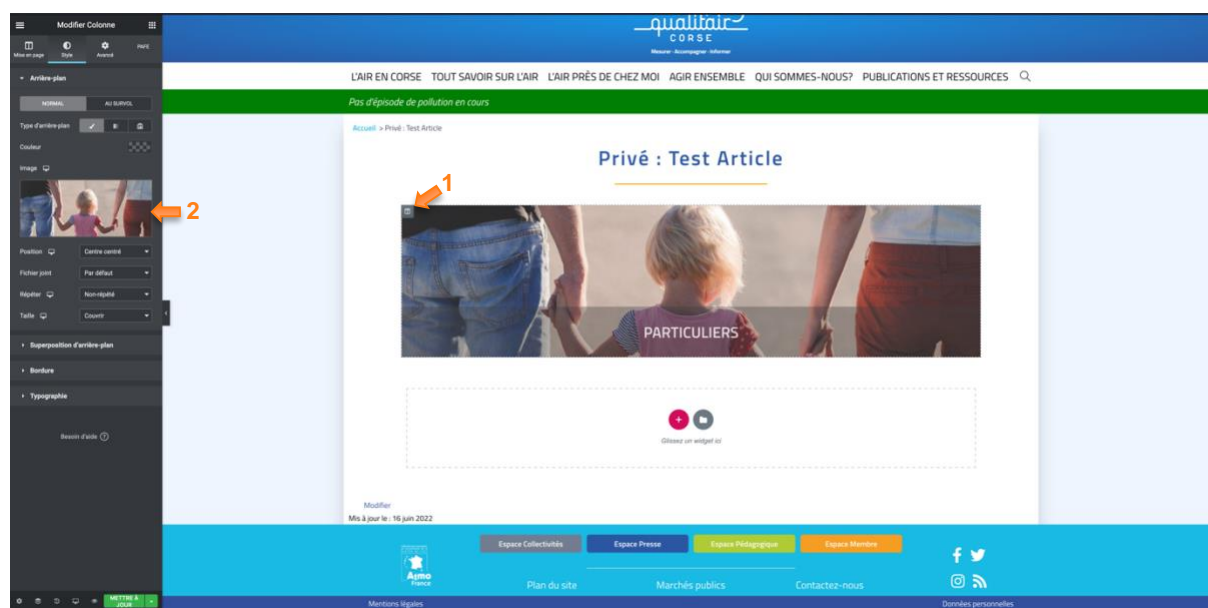 Modifier Colonne
Mise en page
Style
Avancé
PAFE
Arrière-plan
NORMAL
AU SURVOL
Type d'arrière-plan
Couleur
Image
2
Position
Centre centré
Fichier joint
Par défaut
Répéter
Non-répété
Taille
Couvrir
Superposition d'arrière-plan
Bordure
Typographie
Besoin d'aide
METTRE À
JOUR
qualitair
CORSE
Mesurer - Accompagner - Informer
L'AIR EN CORSE TOUT SAVOIR SUR L'AIR L'AIR PRÈS DE CHEZ MOI AGIR ENSEMBLE QUI SOMMES-NOUS? PUBLICATIONS ET RESSOURCES
Pas d'épisode de pollution en cours
Accueil > Privé : Test Article
Privé : Test Article
1
PARTICULIERS
Glissez un widget ici
Modifier
Mis à jour le : 16 juin 2022
Espace Collectivités
Espace Presse
Espace Pédagogique
Espace Membre
Atmo
France
Plan du site
Marchés publics
Contactez-nous
Mentions légales
Données personnelles